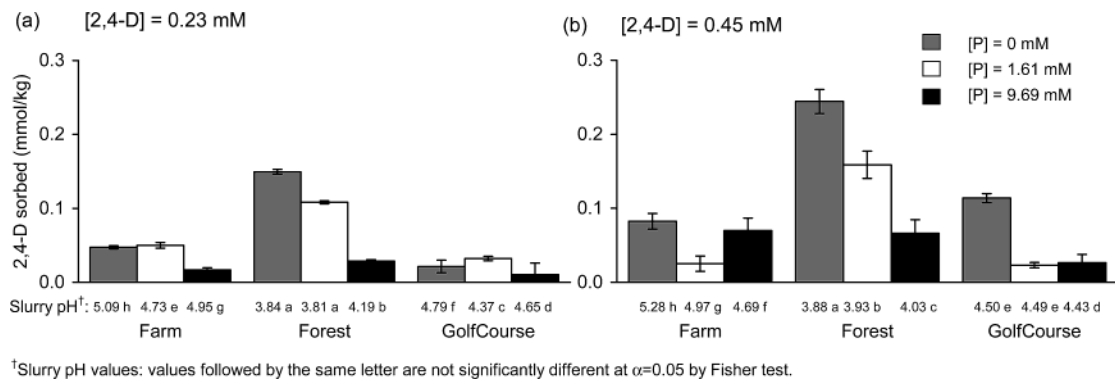 (a) [2,4-D] = 0.23 mM
(b) [2,4-D] = 0.45 mM
[P] = 0 mM
[P] = 1.61 mM
[P] = 9.69 mM
2,4-D sorbed (mmol/kg)
0.3
0.2
0.1
0.0
0.3
0.2
0.1
0.0
Slurry pH†: 5.09 h 4.73 e 4.95 g 3.84 a 3.81 a 4.19 b 4.79 f 4.37 c 4.65 d
Farm Forest GolfCourse
5.28 h 4.97 g 4.69 f 3.88 a 3.93 b 4.03 c 4.50 e 4.49 e 4.43 d
Farm Forest GolfCourse
†Slurry pH values: values followed by the same letter are not significantly different at α=0.05 by Fisher test.